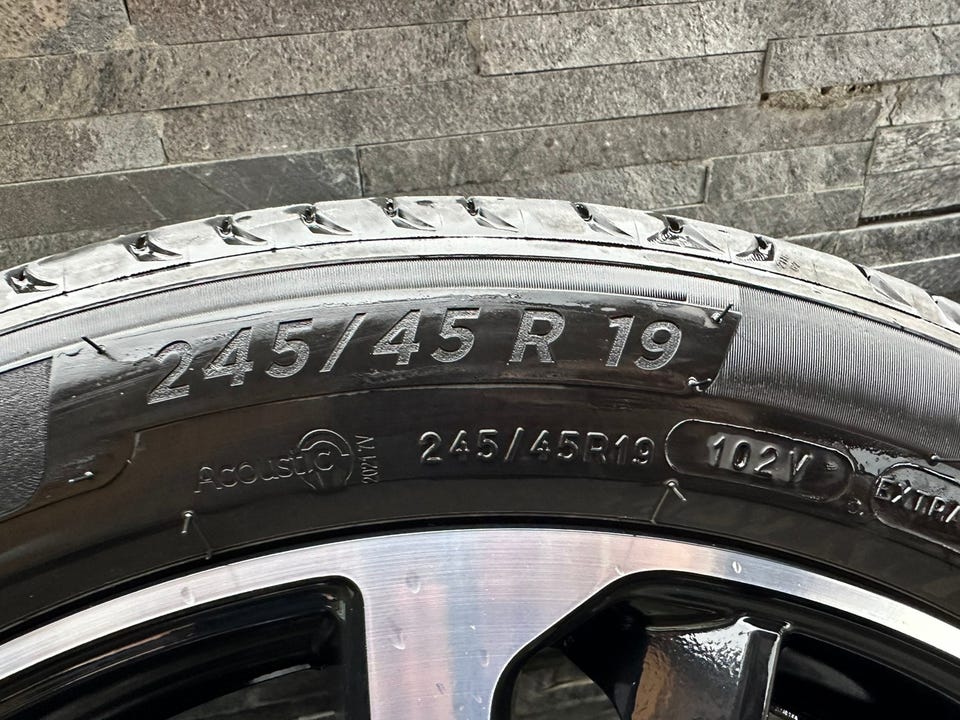 245/45 R 19
Acoustic
245/45R19
102V
EXTRA